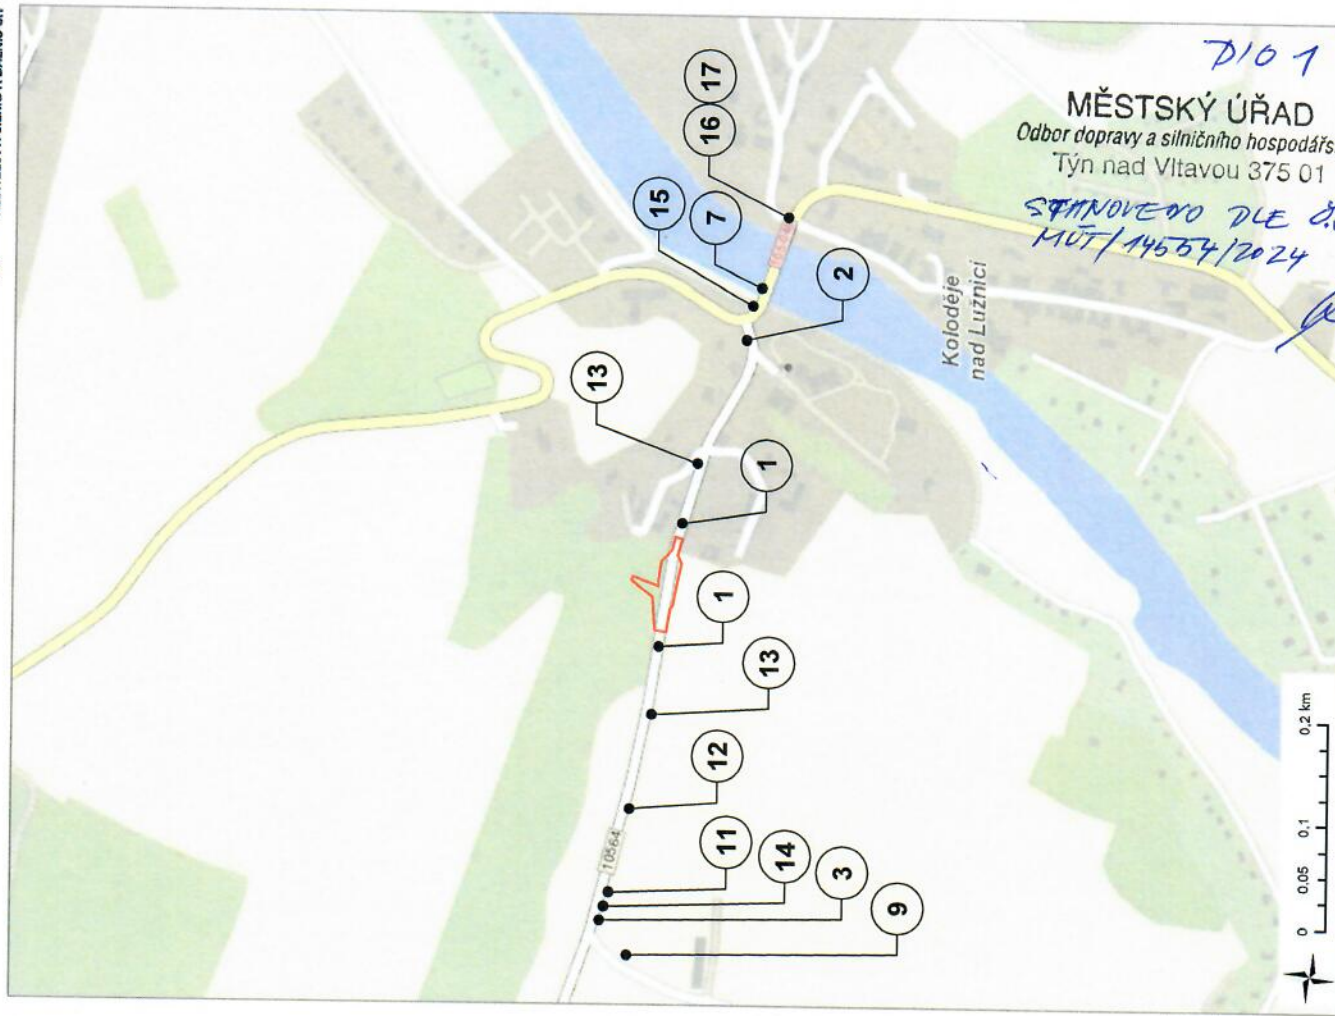 DIO 1
MĚSTSKÝ ÚŘAD
Odbor dopravy a silničního
Týn nad Vltavou 375 01
STANOVENO DLE
MÚT/14554/2024
17
16
15
7
2
13
Koloděje
nad Lužnicí
1
1
13
12
10564
11
14
3
9
0 0,05 0,1 0,2 km